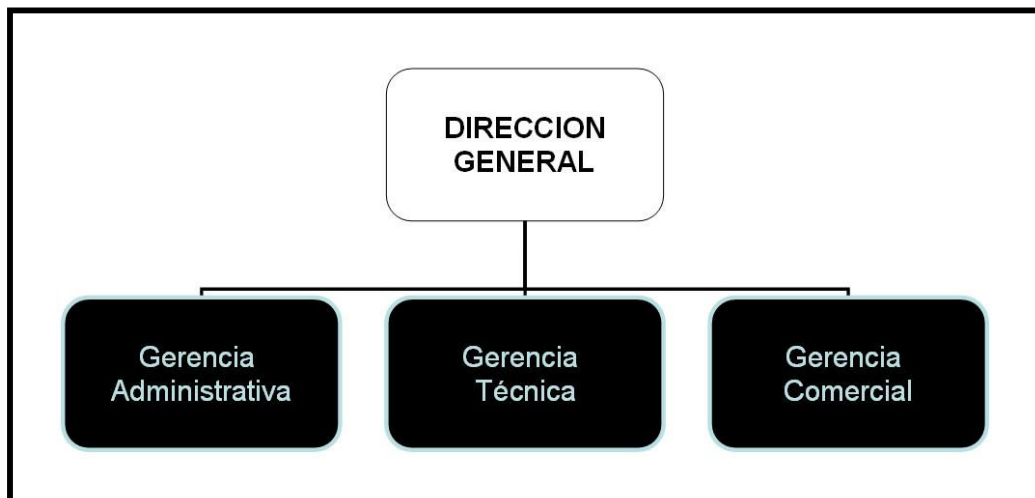 DIRECCION
GENERAL
Gerencia
Administrativa
Gerencia
Técnica
Gerencia
Comercial